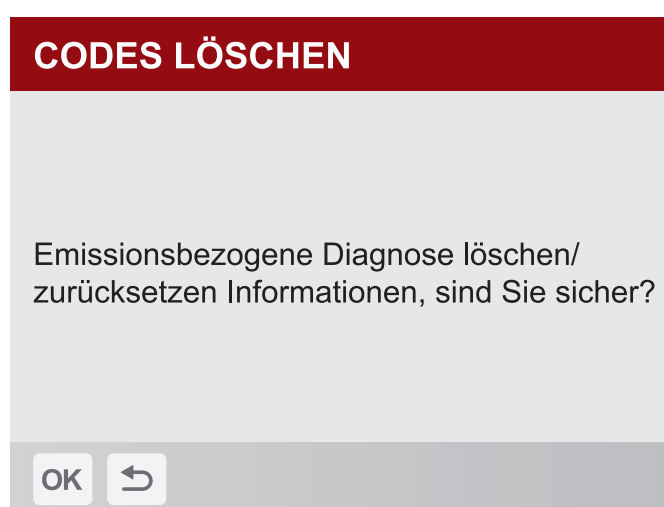 CODES LÖSCHEN
Emissionsbezogene Diagnose löschen/
zurücksetzen Informationen, sind Sie sicher?
OK